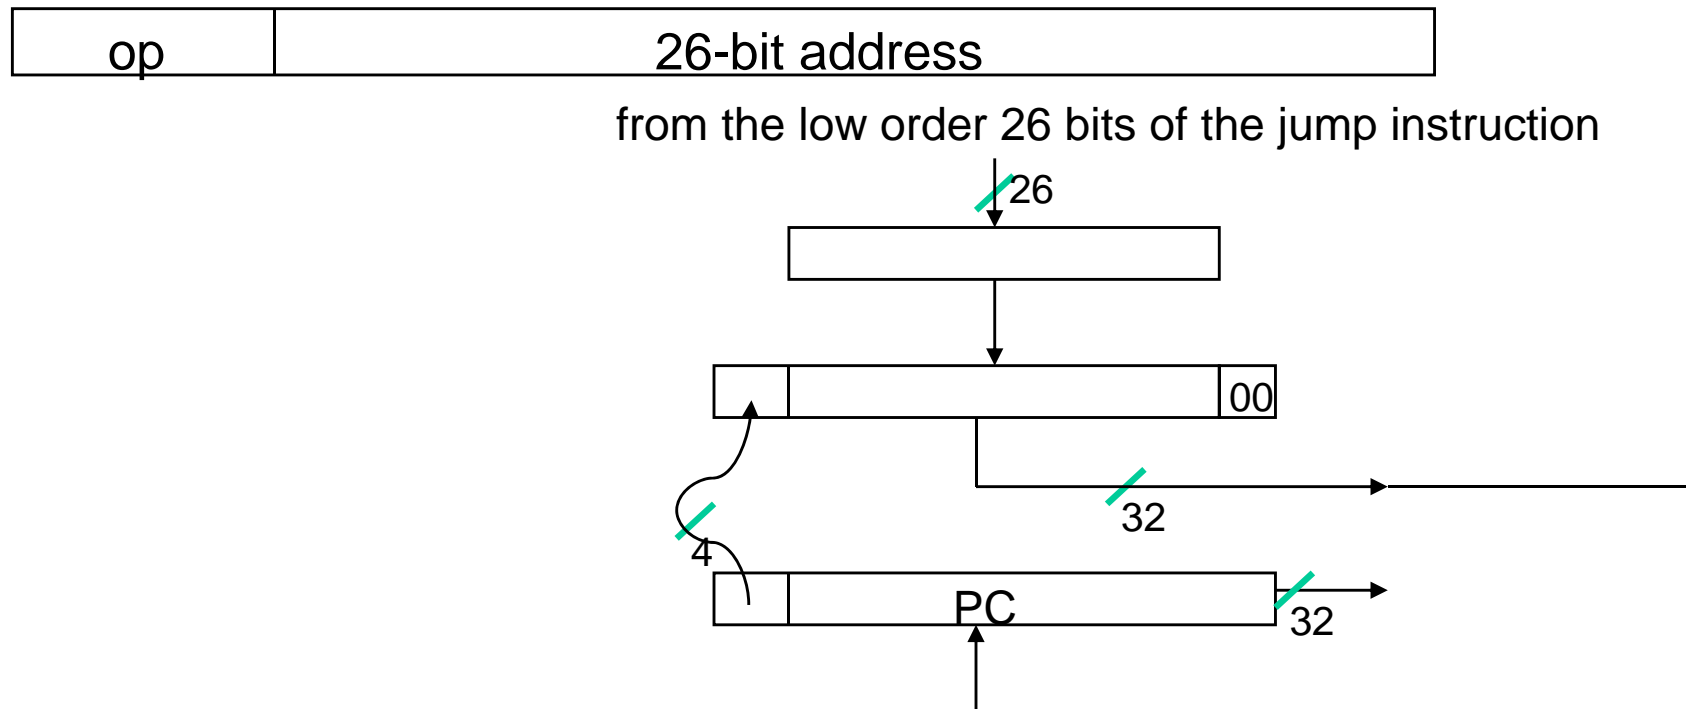 op 26-bit address
from the low order 26 bits of the jump instruction
26
00
32
4
PC
32